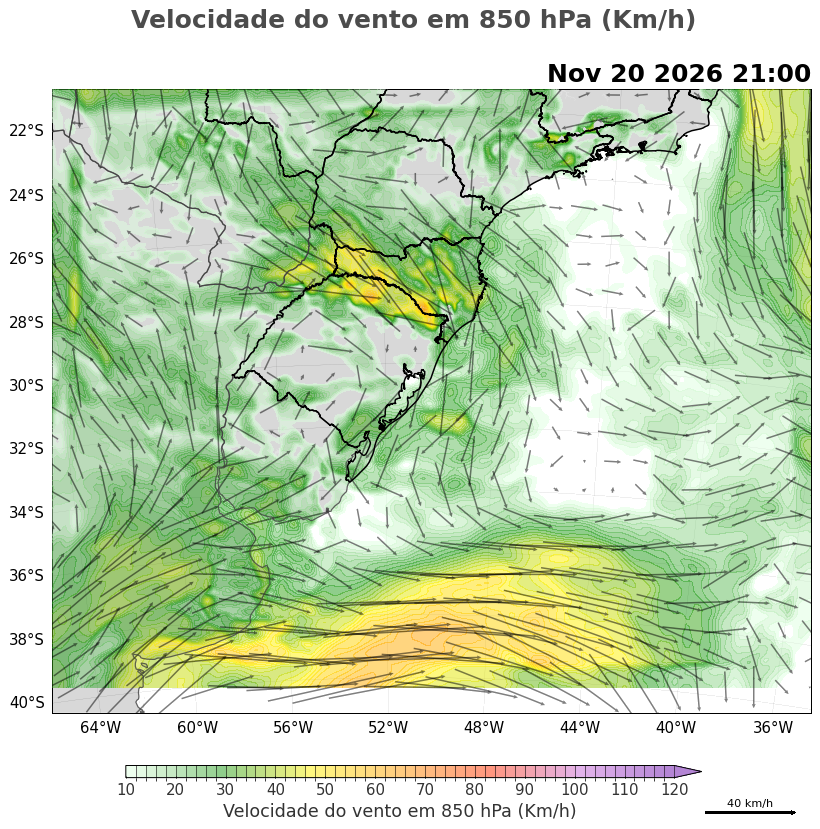 Velocidade do vento em 850 hPa (Km/h)
Nov 20 2026 21:00
22°S
24°S
26°S
28°S
30°S
32°S
34°S
36°S
38°S
40°S
64°W 60°W 56°W 52°W 48°W 44°W 40°W 36°W
10 20 30 40 50 60 70 80 90 100 110 120
Velocidade do vento em 850 hPa (Km/h)
40 km/h